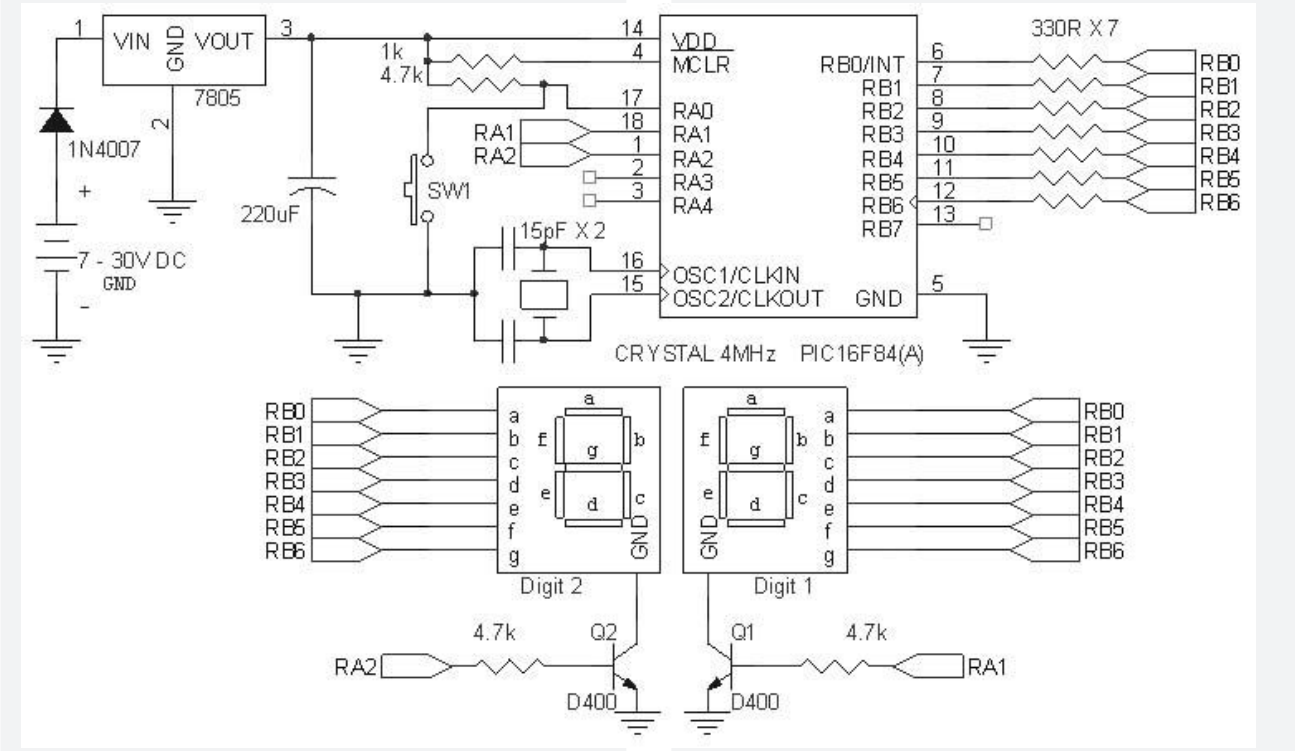 1
VIN
GND
VOUT
3
7805
2
1N4007
+
7 - 30V DC
GND
-
220uF
1k
4.7k
SW1
15pF X 2
RA1
RA2
14
4
17
18
1
2
3
16
15
VDD
MCLR
RA0
RA1
RA2
RA3
RA4
OSC1/CLKIN
OSC2/CLKOUT
RB0/INT
RB1
RB2
RB3
RB4
RB5
RB6
RB7
GND
6
7
8
9
10
11
12
13
5
330R X 7
RB0
RB1
RB2
RB3
RB4
RB5
RB6
CRYSTAL 4MHz PIC16F84(A)
RB0
RB1
RB2
RB3
RB4
RB5
RB6
a
b
c
d
e
f
g
a
f
b
g
e
c
d
GND
Digit 2
a
f
b
g
e
c
d
GND
a
b
c
d
e
f
g
Digit 1
RB0
RB1
RB2
RB3
RB4
RB5
RB6
RA2
4.7k
Q2
D400
Q1
D400
4.7k
RA1